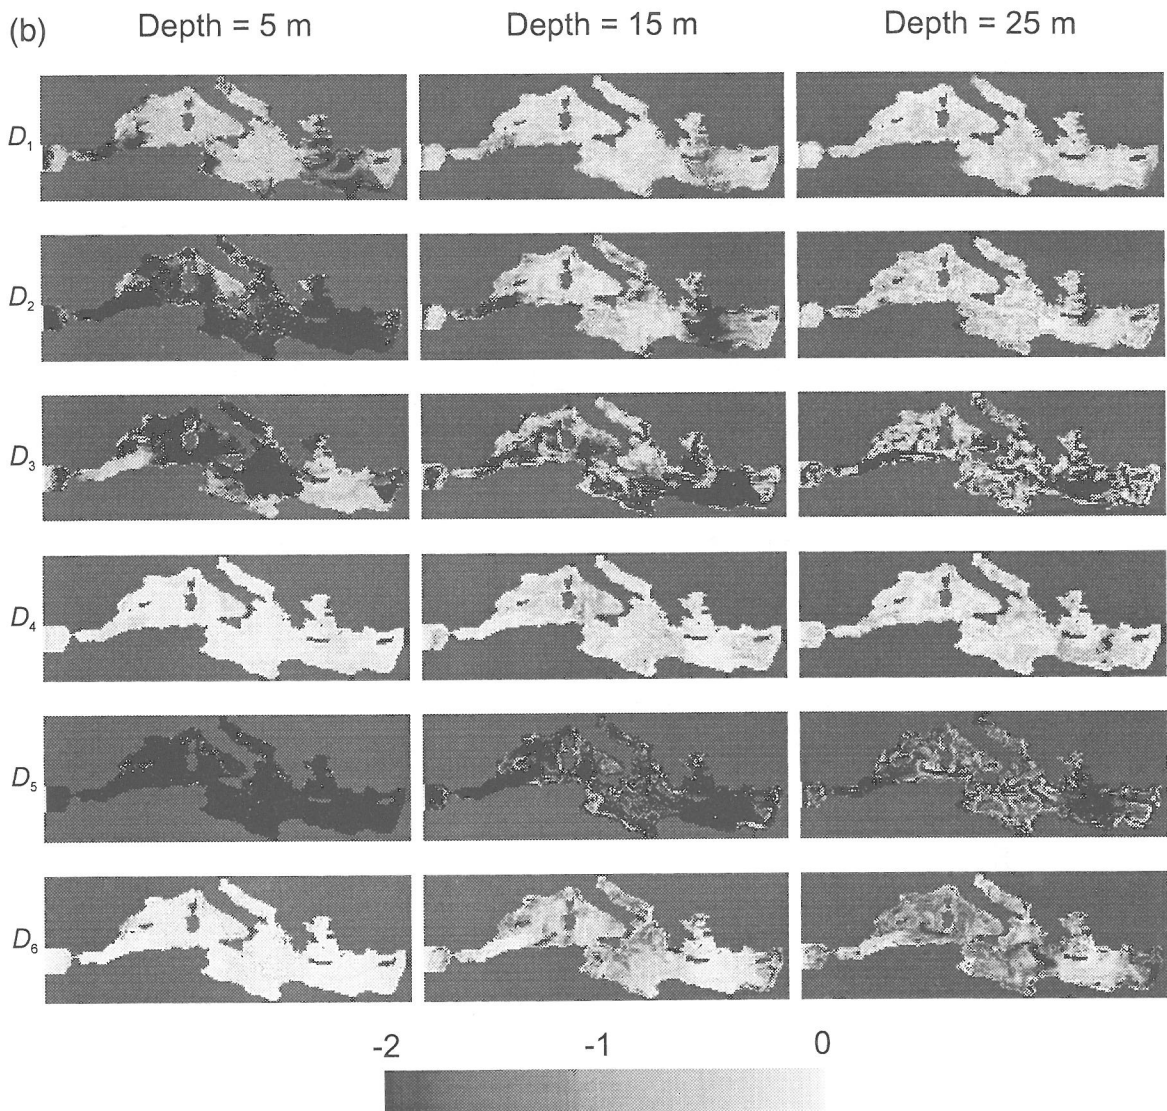 (b) Depth = 5 m Depth = 15 m Depth = 25 m
D1
D2
D3
D4
D5
D6
-2 -1 0